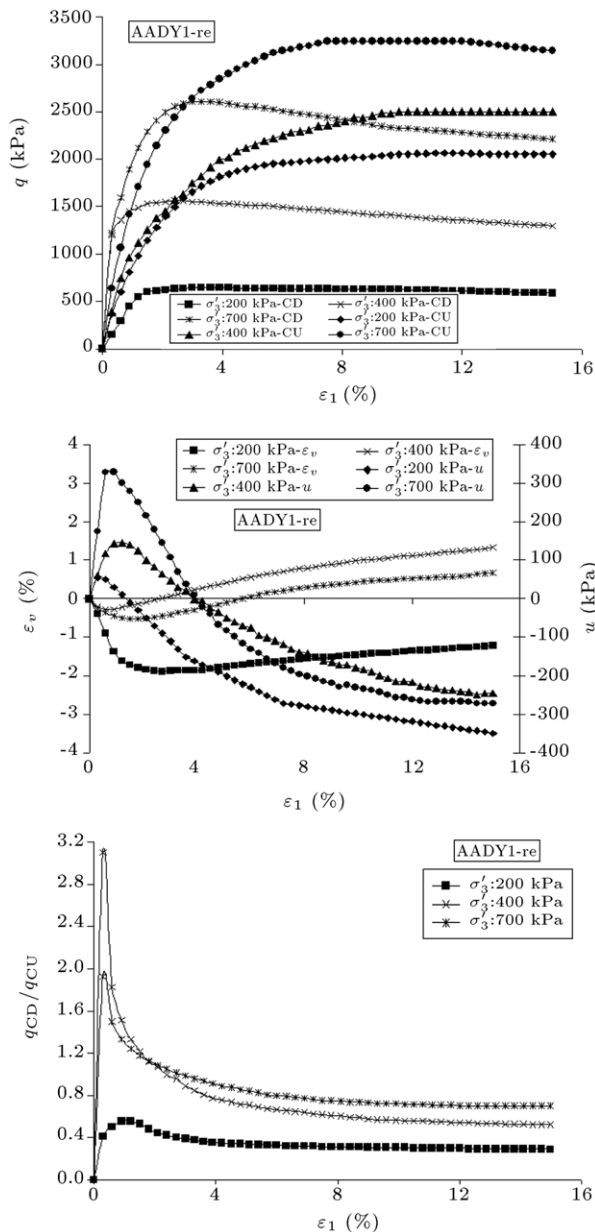 AADY1-re
3500
3000
2500
2000
1500
1000
500
0
q (kPa)
σ′3:200 kPa-CD
σ′3:400 kPa-CD
σ′3:700 kPa-CD
σ′3:200 kPa-CU
σ′3:400 kPa-CU
σ′3:700 kPa-CU
0 4 8 12 16
ε1 (%)
4
3
2
1
0
-1
-2
-3
-4
εv (%)
σ′3:200 kPa-εv
σ′3:400 kPa-εv
σ′3:700 kPa-εv
σ′3:200 kPa-u
σ′3:400 kPa-u
σ′3:700 kPa-u
AADY1-re
400
300
200
100
0
-100
-200
-300
-400
u (kPa)
0 4 8 12 16
ε1 (%)
3.2
2.8
2.4
2.0
1.6
1.2
0.8
0.4
0.0
qCD/qCU
AADY1-re
σ′3:200 kPa
σ′3:400 kPa
σ′3:700 kPa
0 4 8 12 16
ε1 (%)